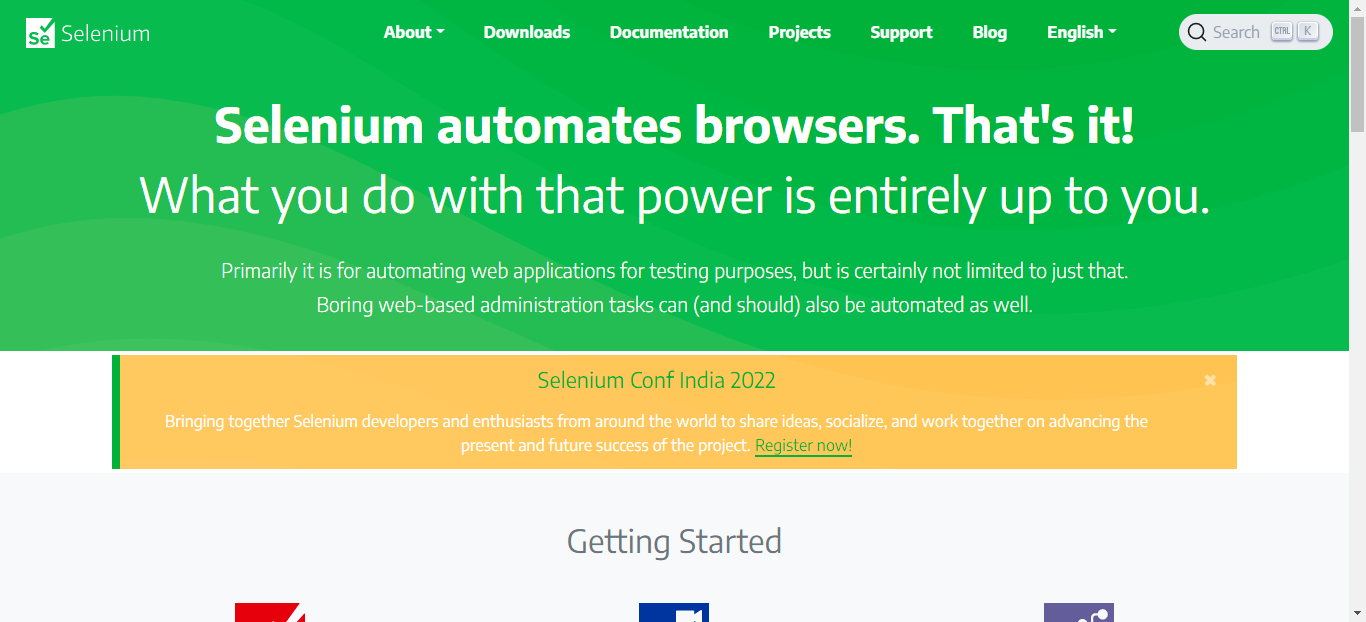 Se Selenium
About Downloads Documentation Projects Support Blog English Search CTRL K
Selenium automates browsers. That's it!
What you do with that power is entirely up to you.
Primarily it is for automating web applications for testing purposes, but is certainly not limited to just that.
Boring web-based administration tasks can (and should) also be automated as well.
Selenium Conf India 2022
Bringing together Selenium developers and enthusiasts from around the world to share ideas, socialize, and work together on advancing the
present and future success of the project. Register now!
Getting Started